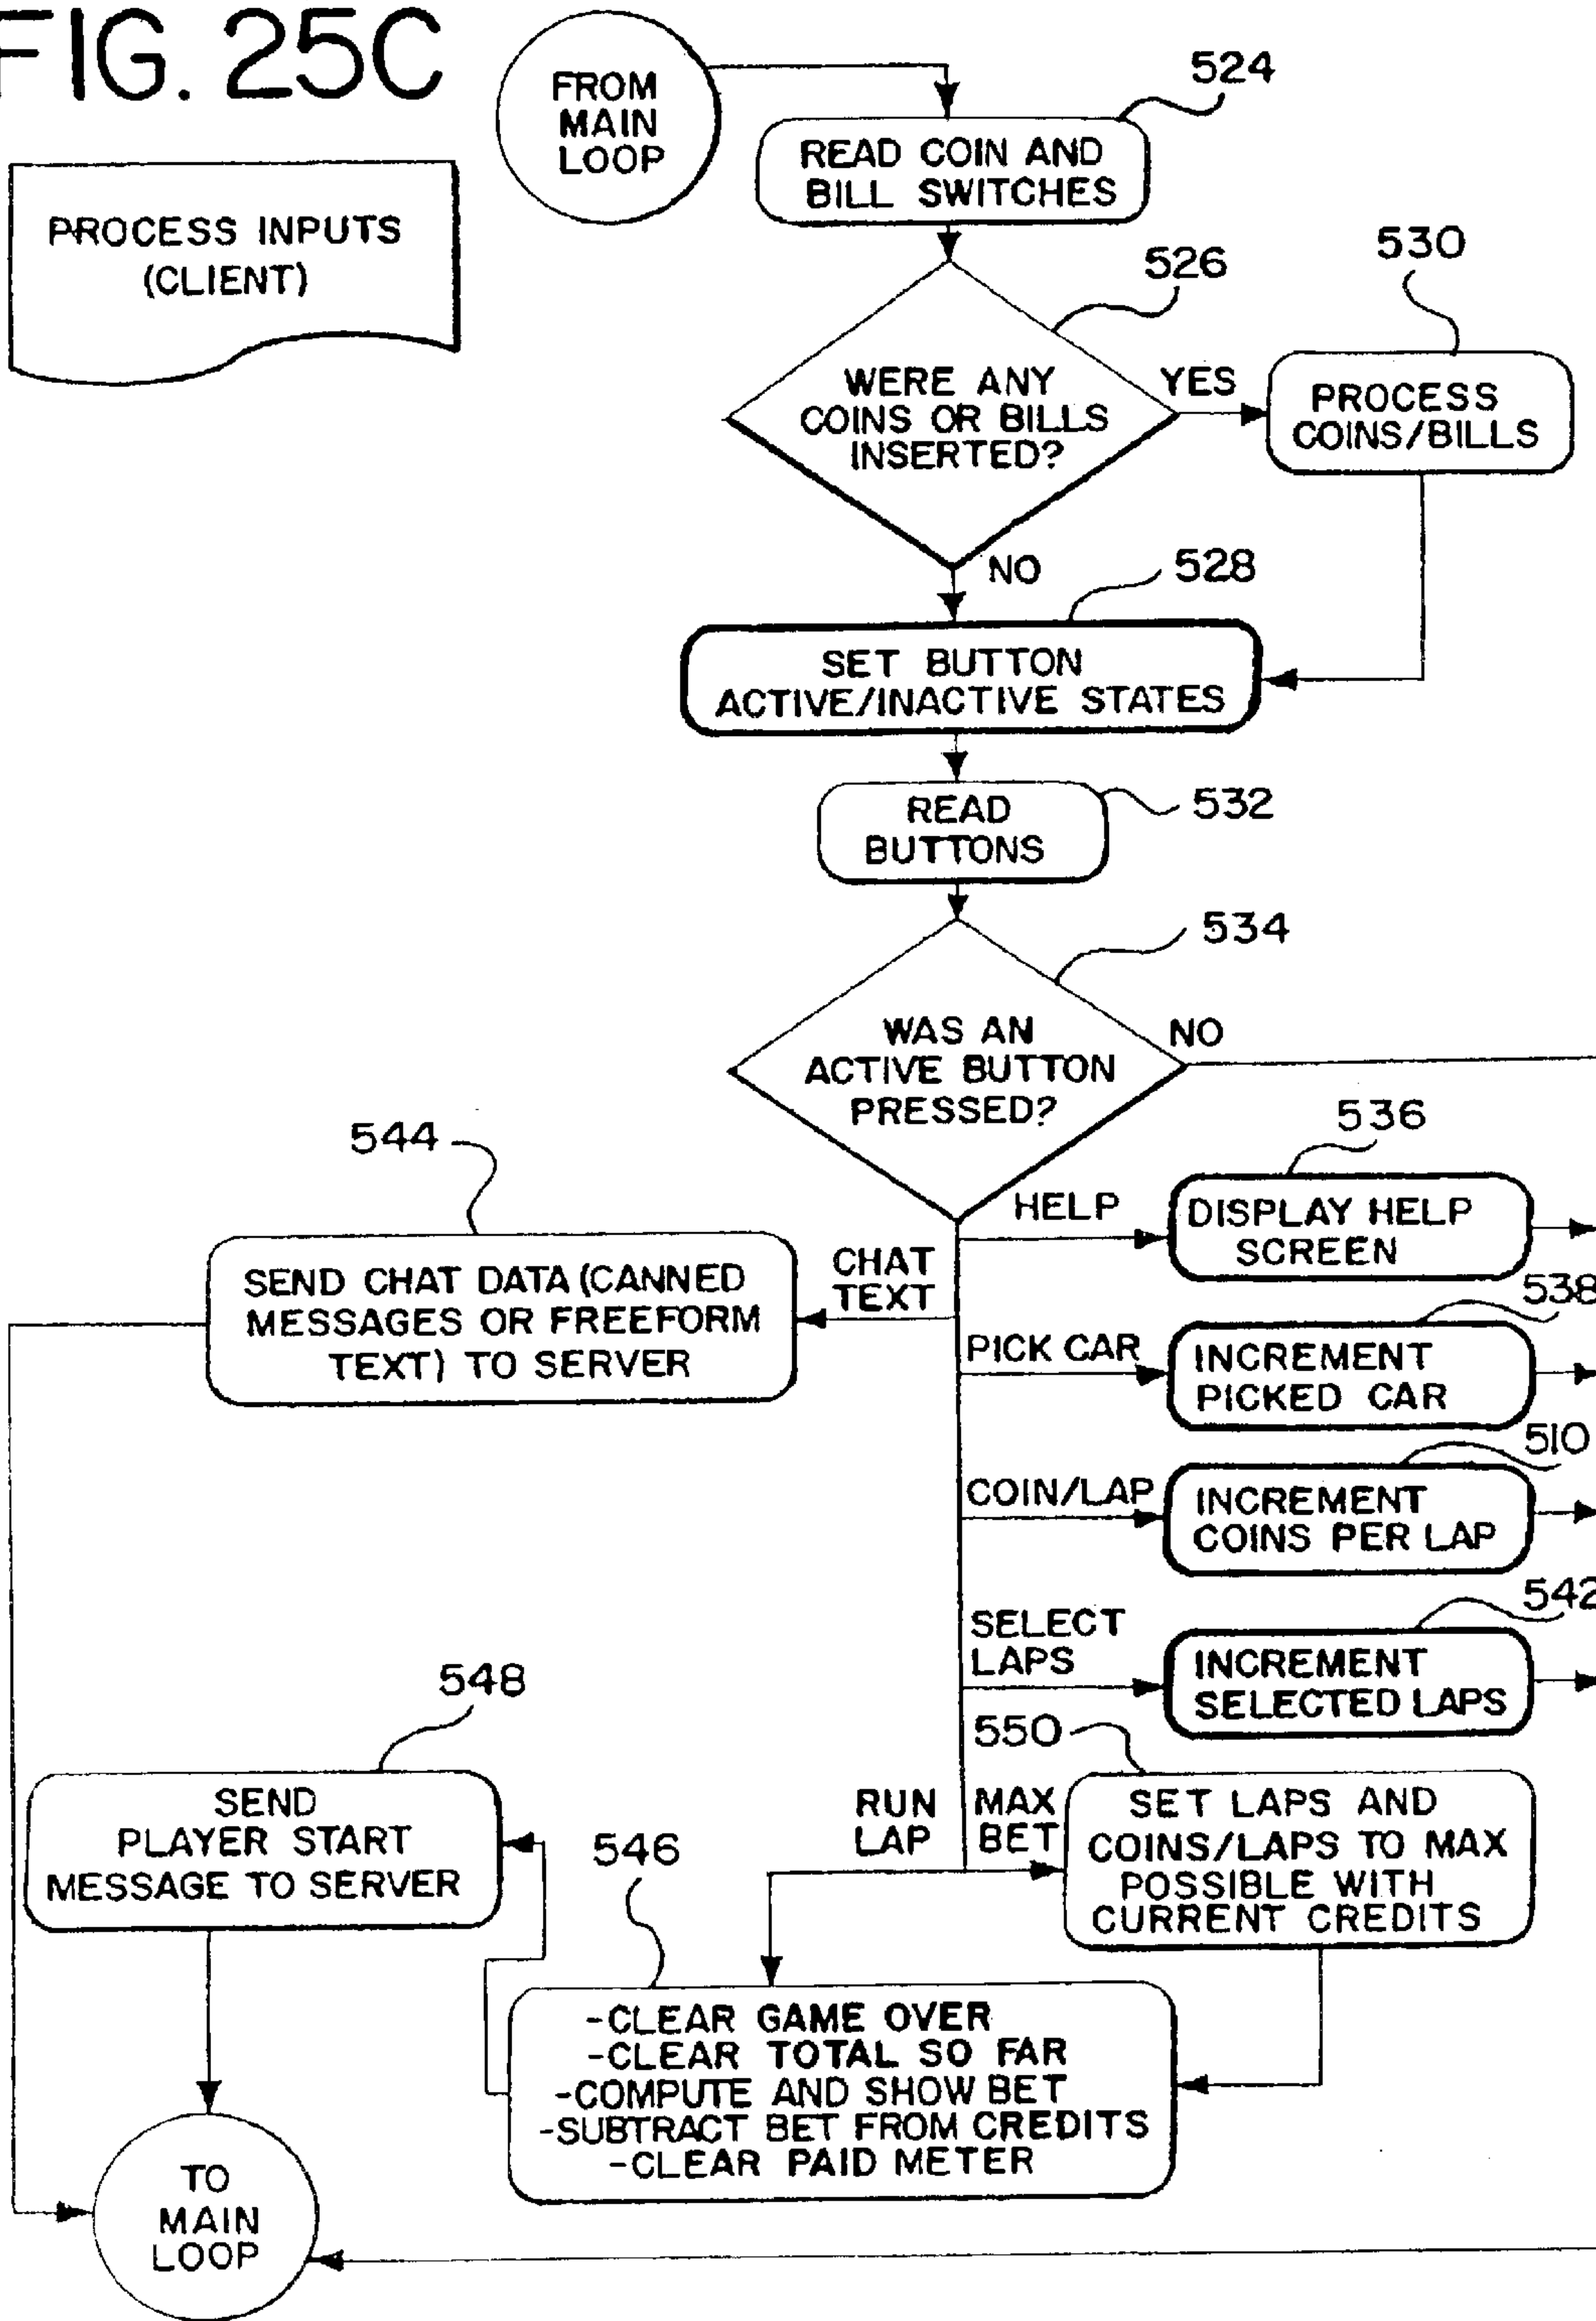 FIG. 25C
PROCESS INPUTS
(CLIENT)
FROM
MAIN
LOOP
524
READ COIN AND
BILL SWITCHES
526
WERE ANY
COINS OR BILLS
INSERTED?
YES
530
PROCESS
COINS/BILLS
NO
528
SET BUTTON
ACTIVE/INACTIVE STATES
532
READ
BUTTONS
534
WAS AN
ACTIVE BUTTON
PRESSED?
NO
544
SEND CHAT DATA (CANNED
MESSAGES OR FREEFORM
TEXT) TO SERVER
CHAT
TEXT
HELP
536
DISPLAY HELP
SCREEN
PICK CAR
538
INCREMENT
PICKED CAR
COIN/LAP
510
INCREMENT
COINS PER LAP
SELECT
LAPS
542
INCREMENT
SELECTED LAPS
548
SEND
PLAYER START
MESSAGE TO SERVER
RUN
LAP
MAX
BET
550
SET LAPS AND
COINS/LAPS TO MAX
POSSIBLE WITH
CURRENT CREDITS
546
-CLEAR GAME OVER
-CLEAR TOTAL SO FAR
-COMPUTE AND SHOW BET
-SUBTRACT BET FROM CREDITS
-CLEAR PAID METER
TO
MAIN
LOOP